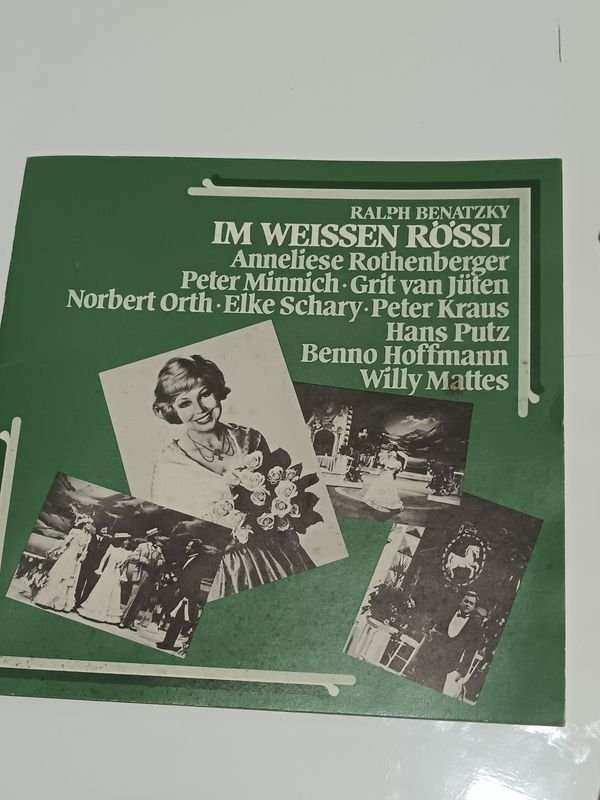 RALPH BENATZKY
IM WEISSEN RÖSSL
Anneliese Rothenberger
Peter Minnich · Grit van Jüten
Norbert Orth · Elke Schary · Peter Kraus
Hans Putz
Benno Hoffmann
Willy Mattes